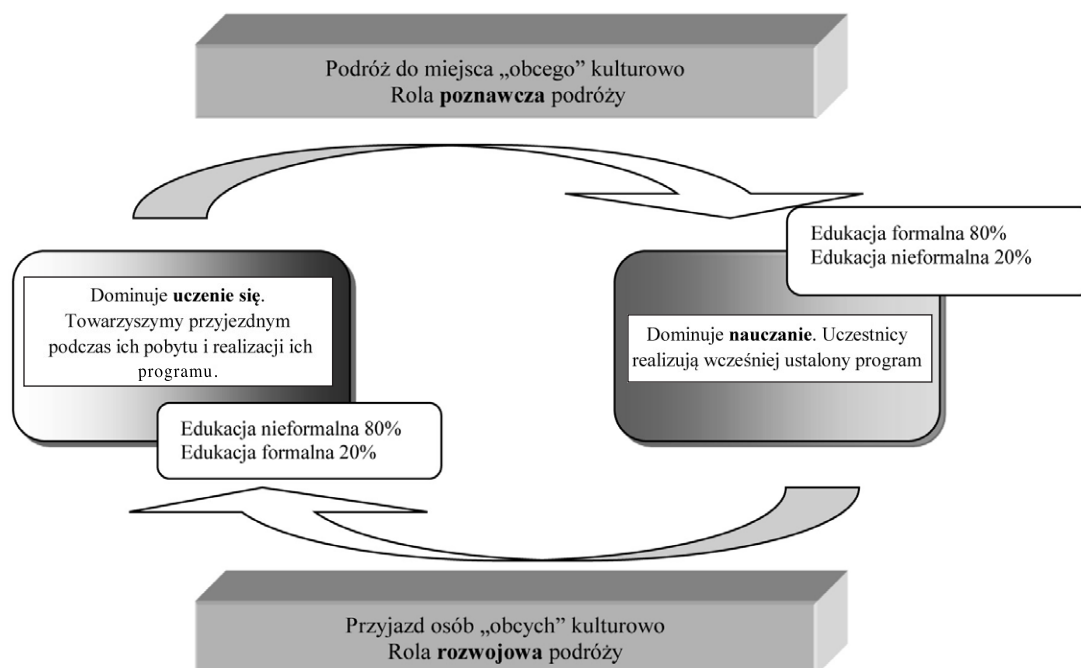 Podróż do miejsca „obcego” kulturowo
Rola poznawcza podróży
Edukacja formalna 80%
Edukacja nieformalna 20%
Dominuje uczenie się.
Towarzyszymy przyjezdnym
podczas ich pobytu i realizacji ich
programu.
Dominuje nauczanie. Uczestnicy
realizują wcześniej ustalony program
Edukacja nieformalna 80%
Edukacja formalna 20%
Przyjazd osób „obcych” kulturowo
Rola rozwojowa podróży